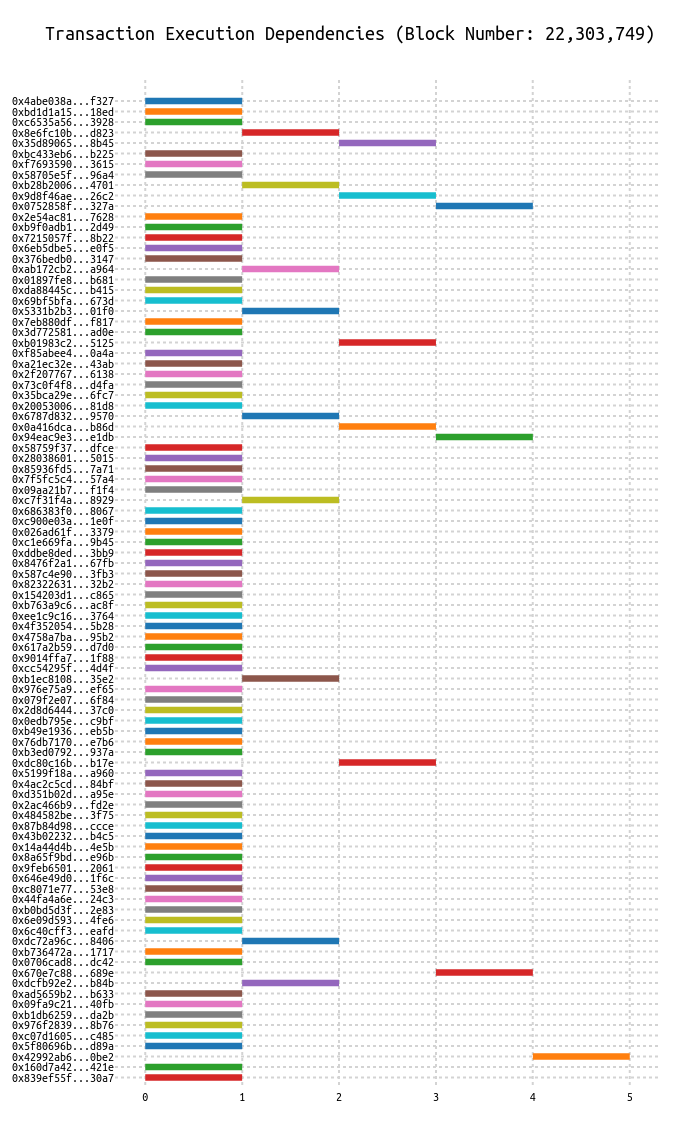 Transaction Execution Dependencies (Block Number: 22,303,749)
0x4abe038a...f327
0xbd1d1a15...18ed
0xc6535a56...3928
0x8e6fc10b...d823
0x35d89065...8b45
0xbc433eb6...b225
0xf7693590...3615
0x58705e5f...96a4
0xb28b2006...4701
0x9d8f46ae...26c2
0x0752858f...327a
0x2e54ac81...7628
0xb9f0adb1...2d49
0x7215057f...8b22
0x6eb5dbe5...e0f5
0x376bedb0...3147
0xab172cb2...a964
0x01897fe8...b681
0xda88445c...b415
0x69bf5bfa...673d
0x5331b2b3...01f0
0x7eb880df...f817
0x3d772581...ad0e
0xb01983c2...5125
0xf85abee4...0a4a
0xa21ec32e...43ab
0x2f207767...6138
0x73c0f4f8...d4fa
0x35bca29e...6fc7
0x20053006...81d8
0x6787d832...9570
0x0a416dca...b86d
0x94eac9e3...e1db
0x58759f37...dfce
0x28038601...5015
0x85936fd5...7a71
0x7f5fc5c4...57a4
0x09aa21b7...f1f4
0xc7f31f4a...8929
0x686383f0...8067
0xc900e03a...1e0f
0x026ad61f...3379
0xc1e669fa...9b45
0xddbe8ded...3bb9
0x8476f2a1...67fb
0x587c4e90...3fb3
0x82322631...32b2
0x154203d1...c865
0xb763a9c6...ac8f
0xee1c9c16...3764
0x4f352054...5b28
0x4758a7ba...95b2
0x617a2b59...d7d0
0x9014ffa7...1f88
0xcc54295f...4d4f
0xb1ec8108...35e2
0x976e75a9...ef65
0x079f2e07...6f84
0x2d8d6444...37c0
0x0edb795e...c9bf
0xb49e1936...eb5b
0x76db7170...e7b6
0xb3ed0792...937a
0xdc80c16b...b17e
0x5199f18a...a960
0x4ac2c5cd...84bf
0xd351b02d...a95e
0x2ac466b9...fd2e
0x484582be...3f75
0x87b84d98...ccce
0x43b02232...b4c5
0x14a44d4b...4e5b
0x8a65f9bd...e96b
0x9feb6501...2061
0x646e49d0...1f6c
0xc8071e77...53e8
0x44fa4a6e...24c3
0xb0bd5d3f...2e83
0x6e09d593...4fe6
0x6c40cff3...eafd
0xdc72a96c...8406
0xb736472a...1717
0x0706cad8...dc42
0x670e7c88...689e
0xdcfb92e2...b84b
0xad5659b2...b633
0x09fa9c21...40fb
0xb1db6259...da2b
0x976f2839...8b76
0xc07d1605...c485
0x5f80696b...d89a
0x42992ab6...0be2
0x160d7a42...421e
0x839ef55f...30a7
0 1 2 3 4 5